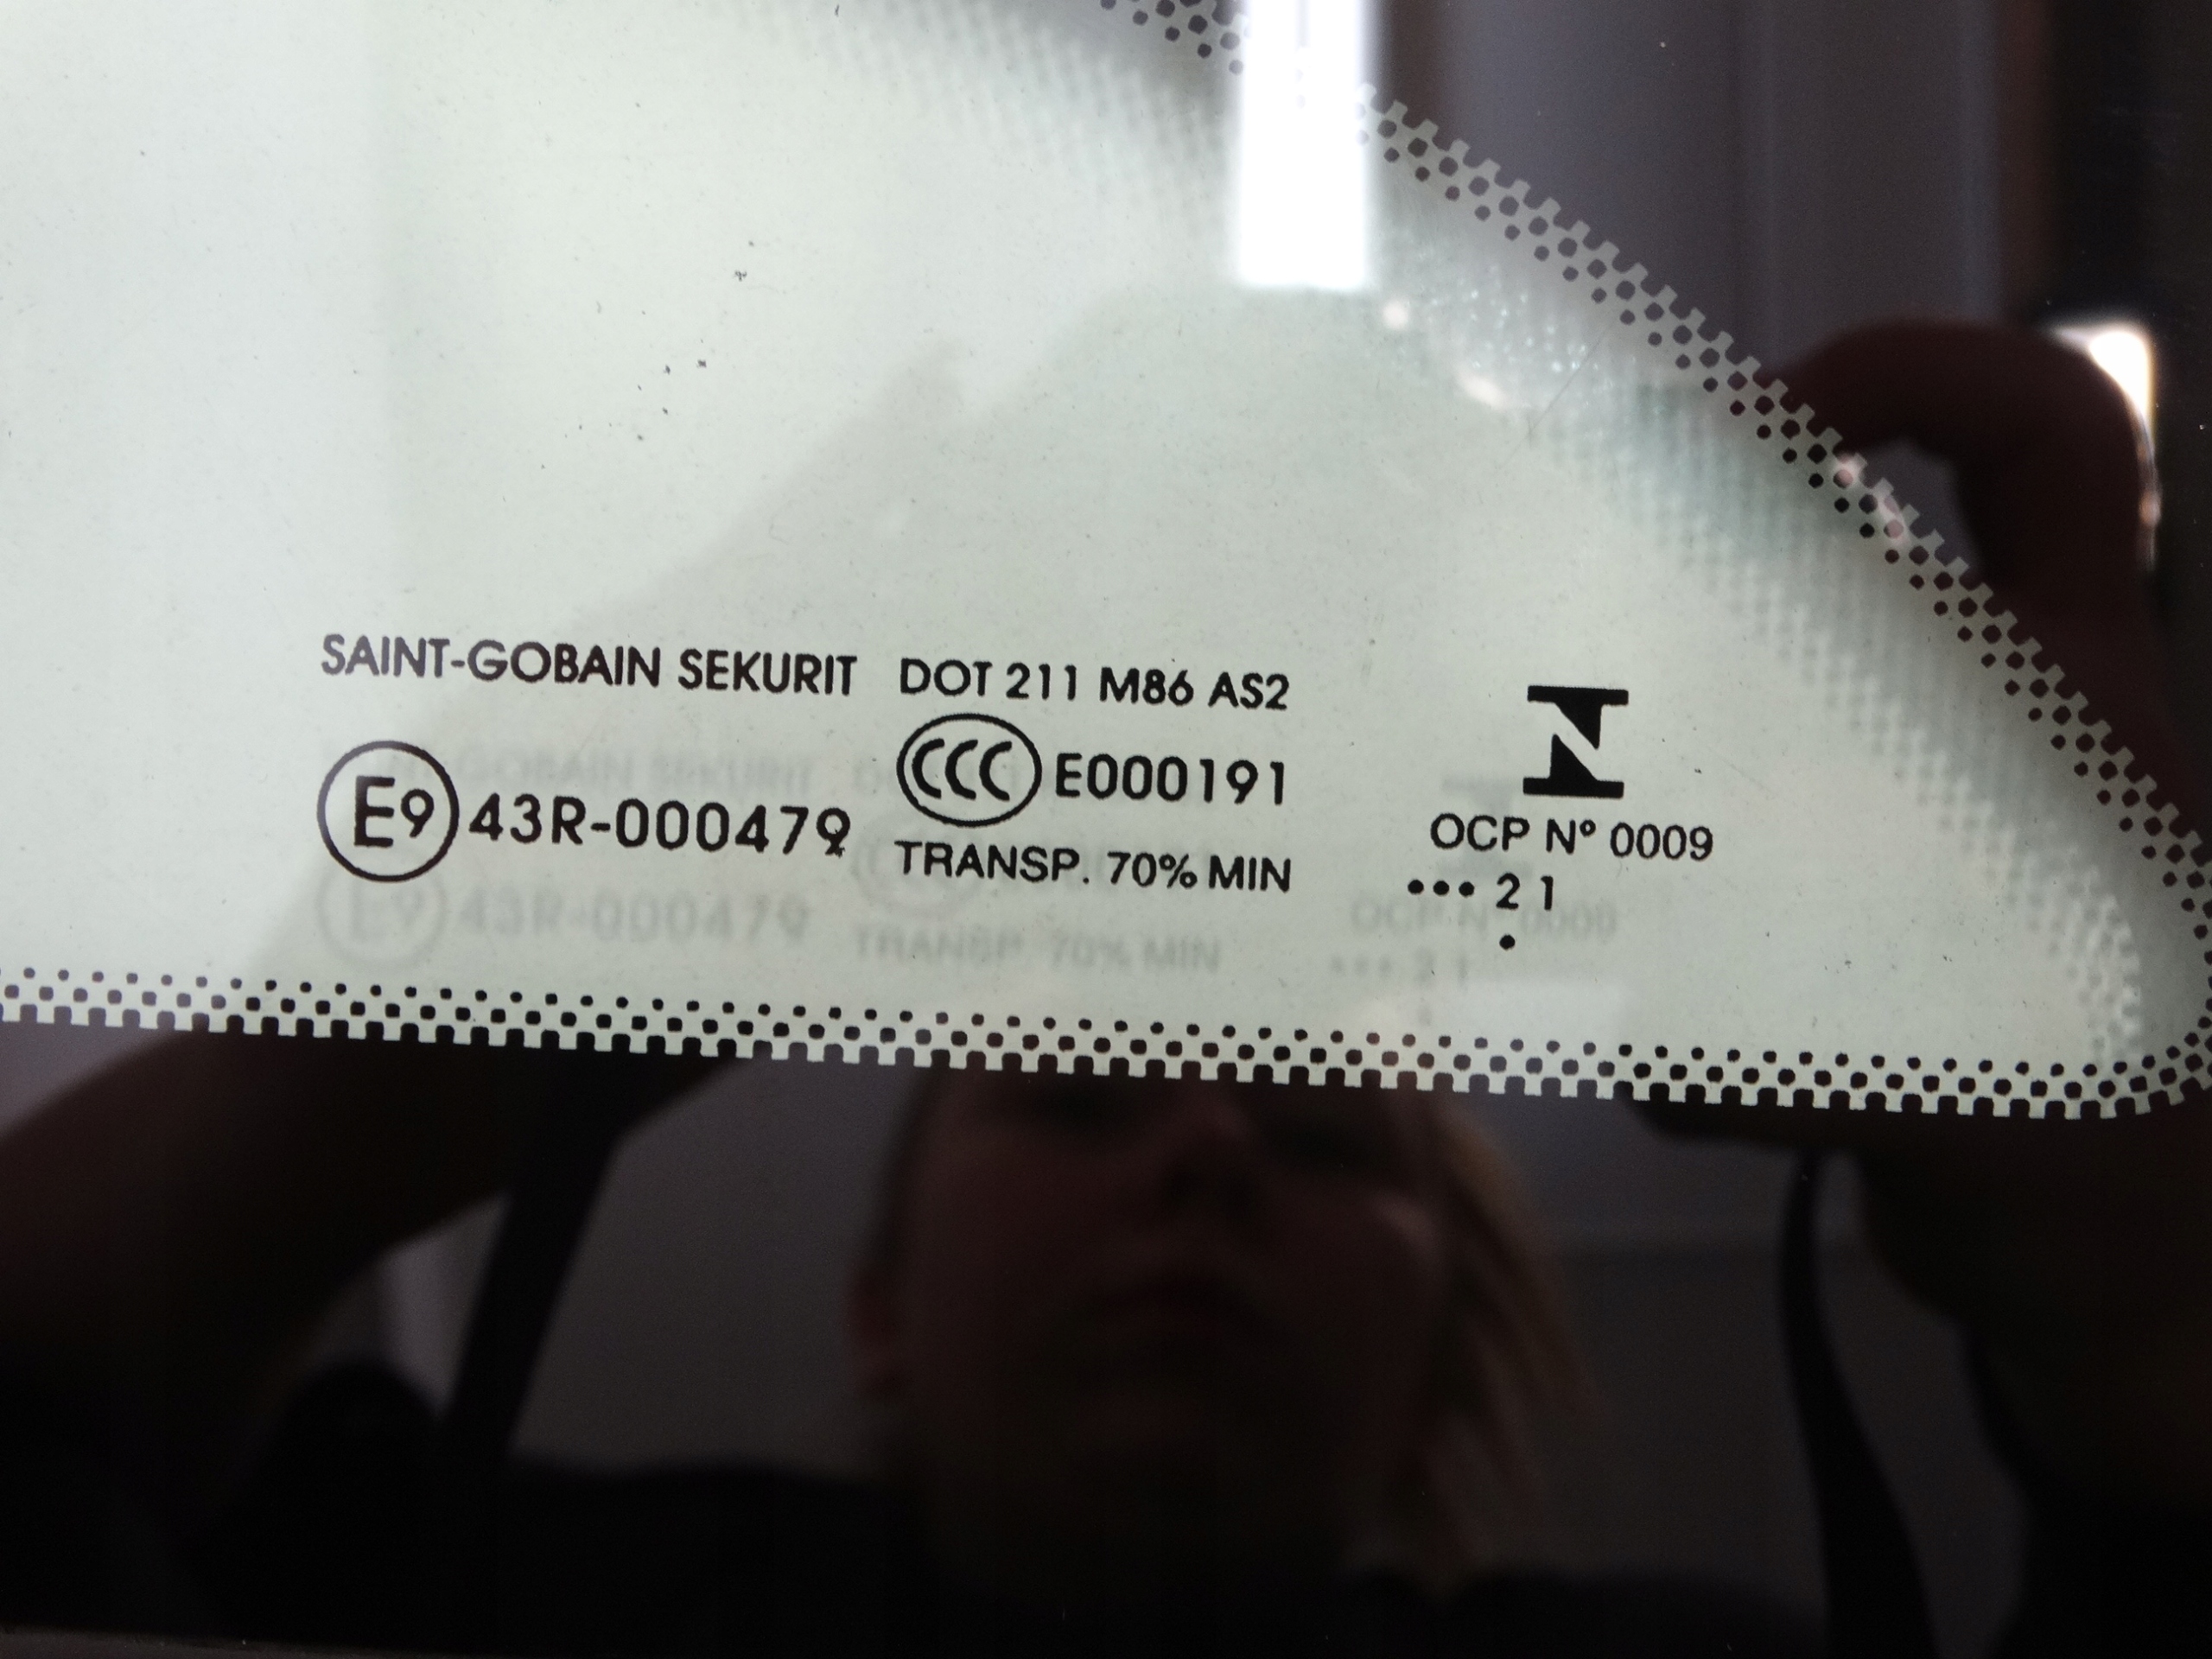 SAINT-GOBAIN SEKURIT DOT 211 M86 AS2
E9 43R-000479 CCC E000191
TRANSP. 70% MIN
N
OCP Nº 0009
••• 2 1
•